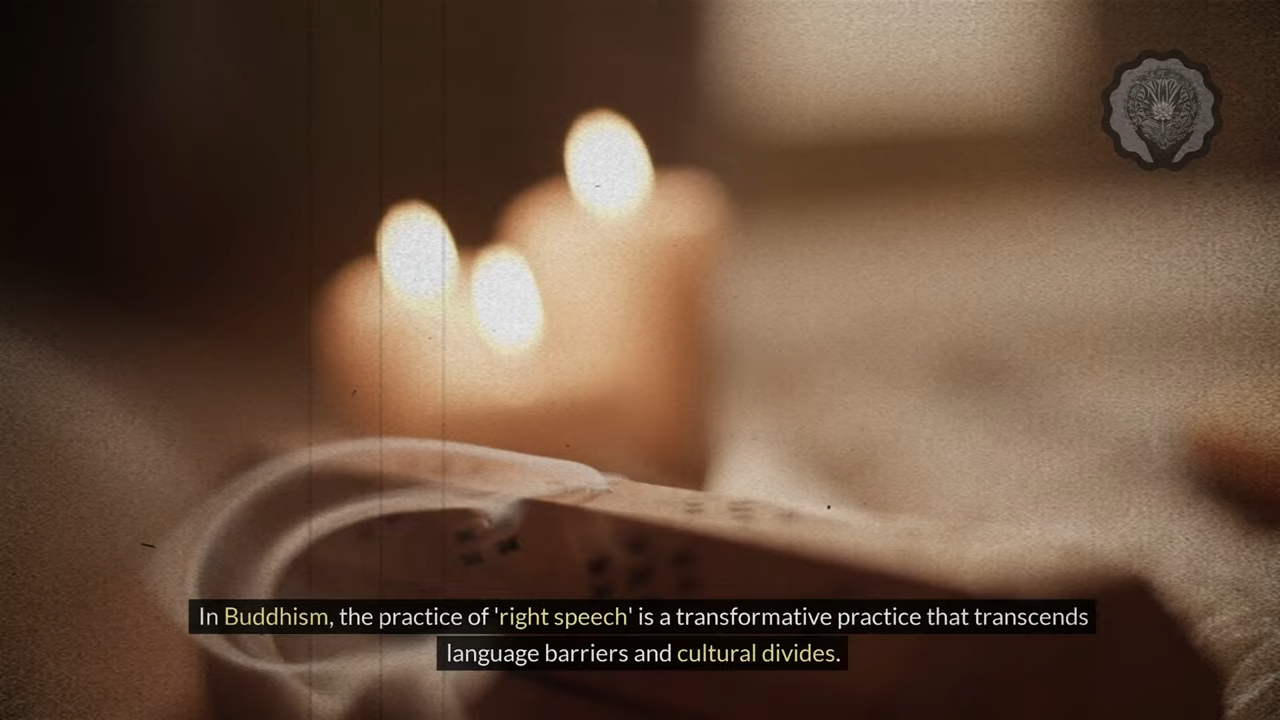 In Buddhism, the practice of 'right speech' is a transformative practice that transcends
language barriers and cultural divides.